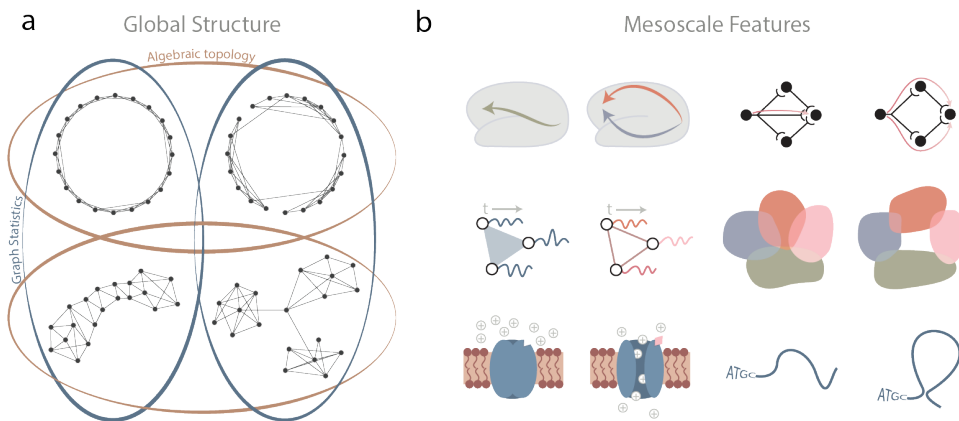 a
Global Structure
Algebraic topology
Graph Statistics
b
Mesoscale Features
t
t
+
+
+
+
+
+
+
+
+
+
+
+
+
+
ATGC
ATGC